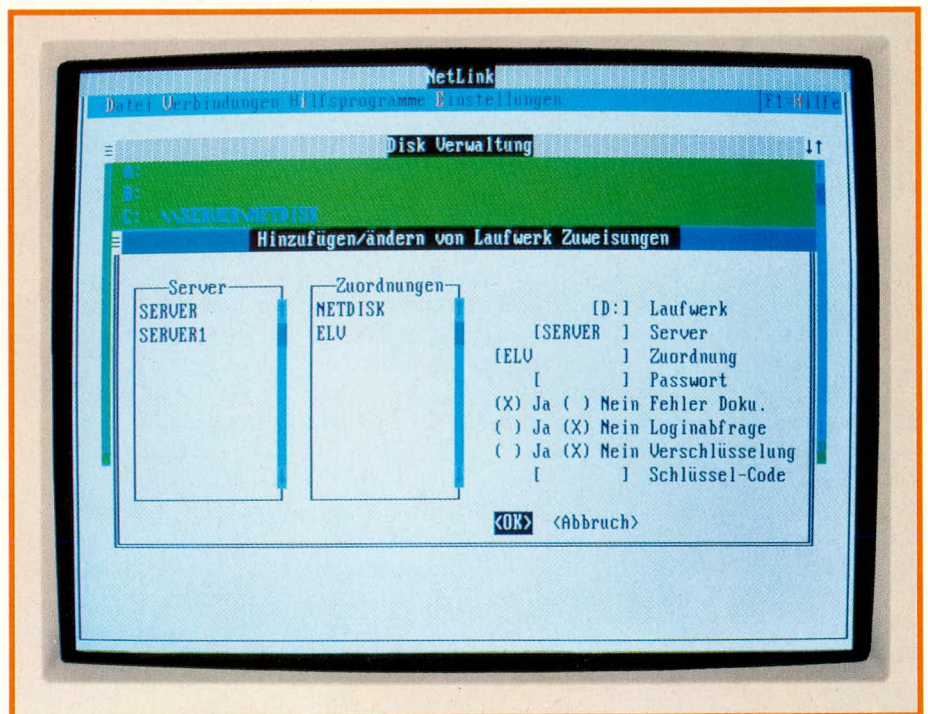 NetLink
Datei Verbindungen Hilfsprogramme Einstellungen F1=Hilfe
Disk Verwaltung
A:
B:
C: \\SERVER\NETDISK
Hinzufügen/ändern von Laufwerk Zuweisungen
Server
SERVER
SERVER1
Zuordnungen
NETDISK
ELV
[D:] Laufwerk
[SERVER ] Server
[ELV ] Zuordnung
[ ] Passwort
(X) Ja ( ) Nein Fehler Doku.
( ) Ja (X) Nein Loginabfrage
( ) Ja (X) Nein Verschlüsselung
[ ] Schlüssel-Code
<OK> <Abbruch>